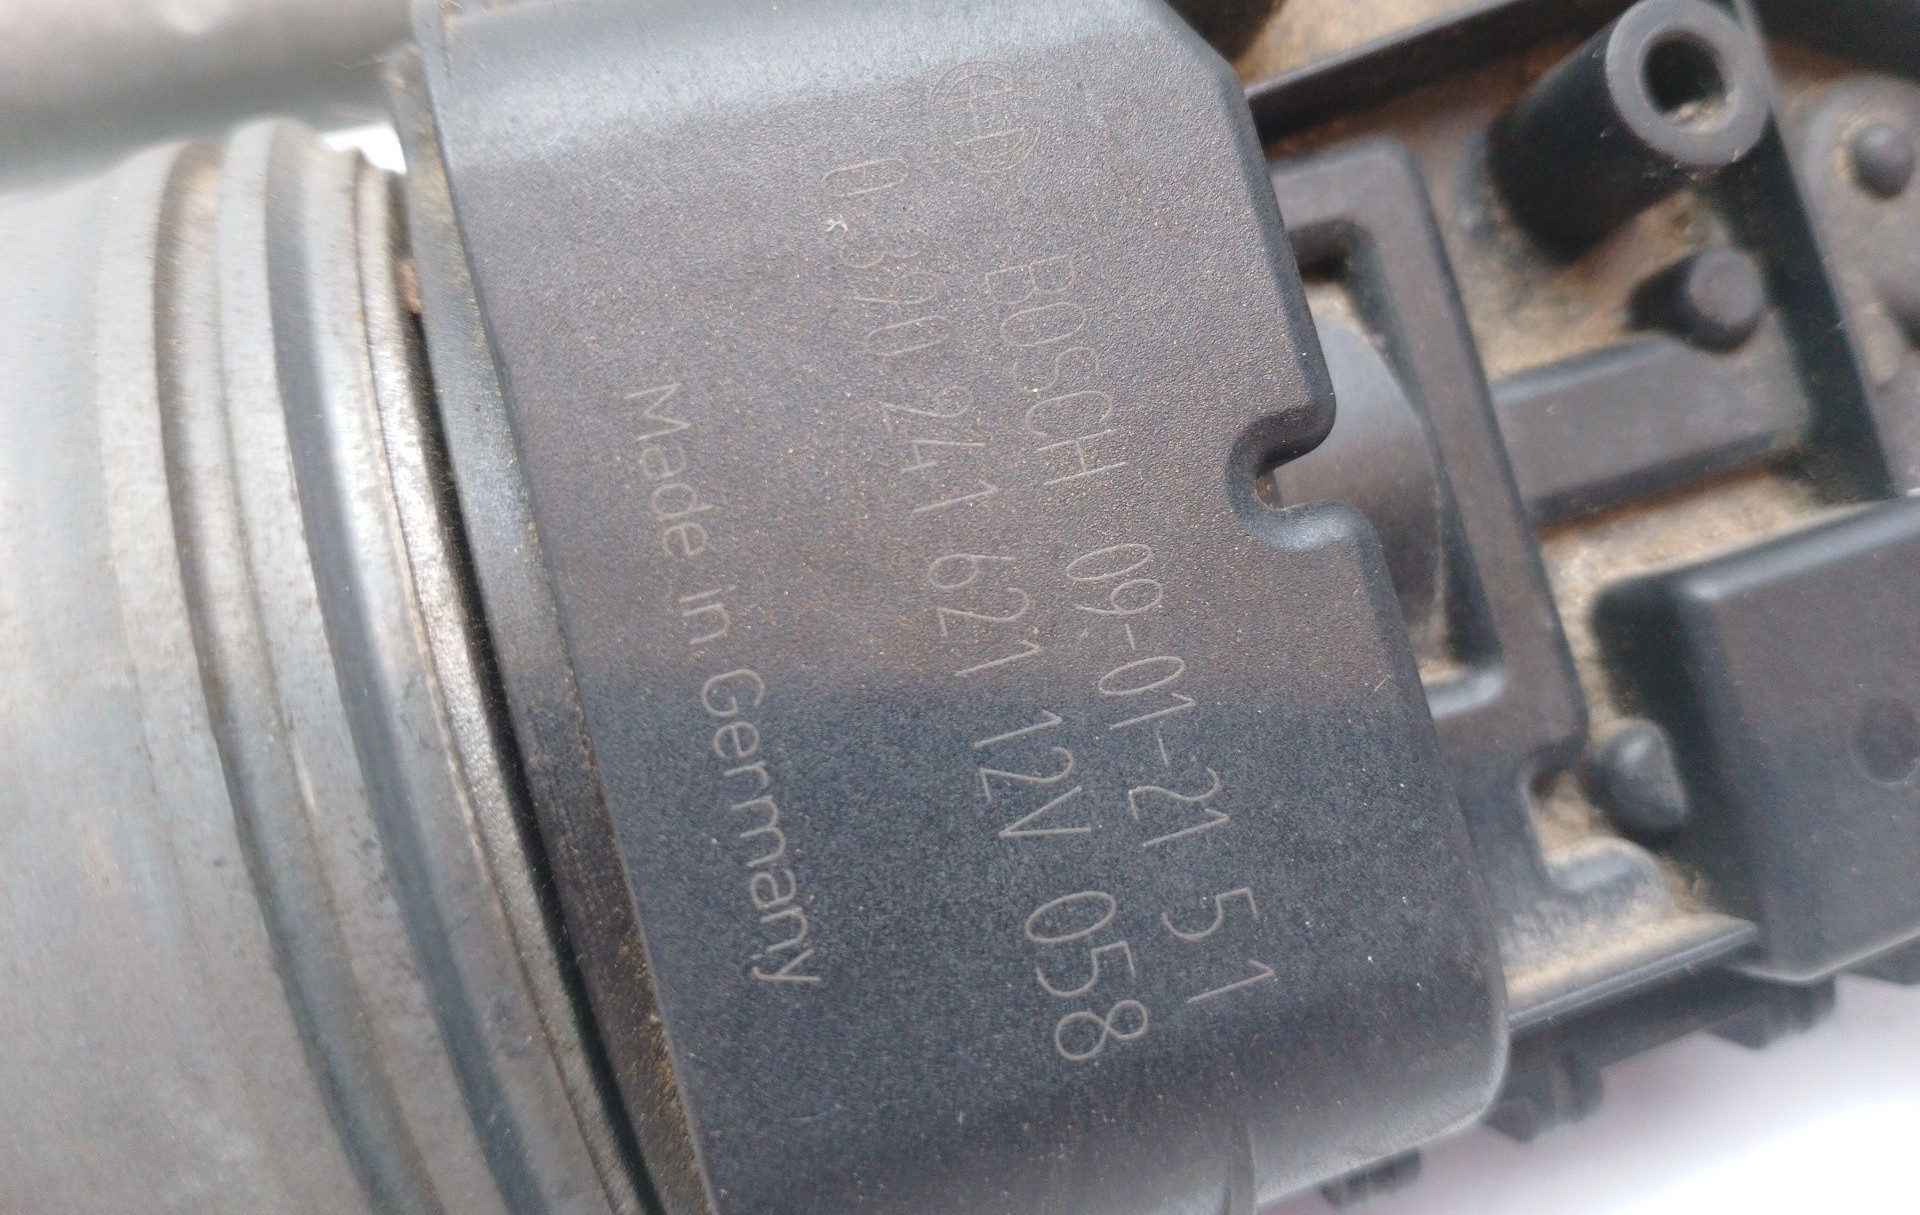 BOSCH 09-01-21 51
0 390 241 621 12V 058
Made in Germany